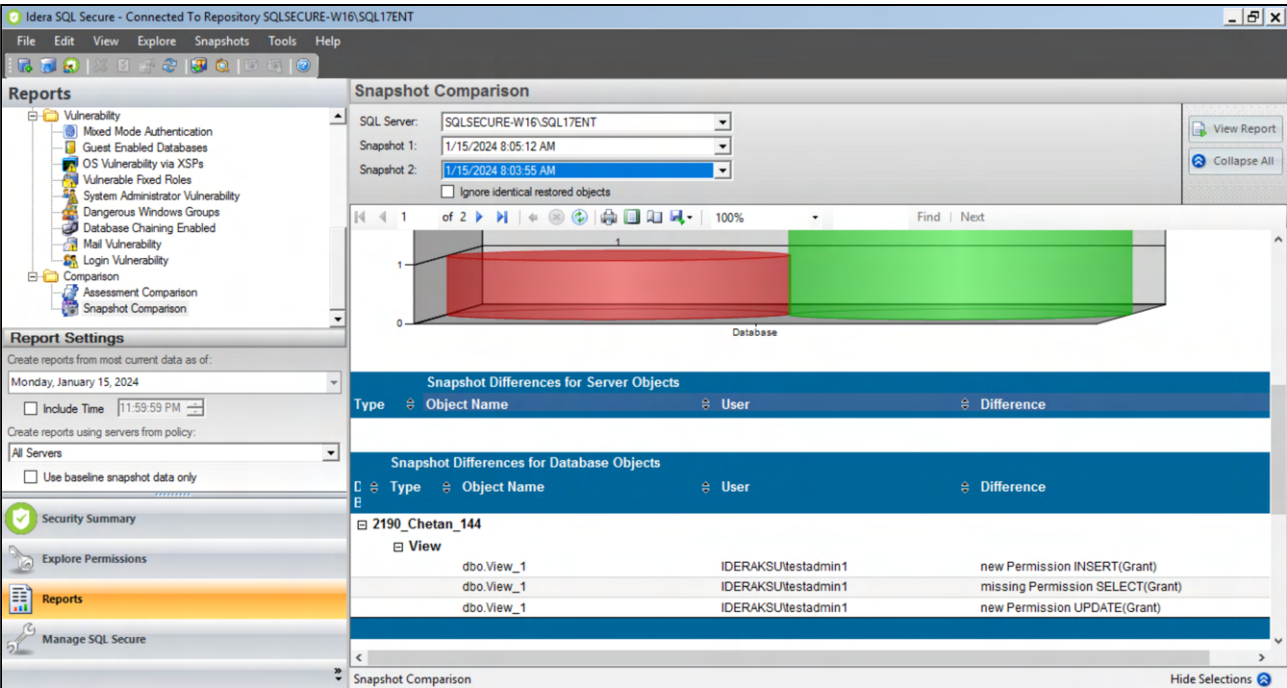 Idera SQL Secure - Connected To Repository SQLSECURE-W16\SQL17ENT
File Edit View Explore Snapshots Tools Help
Reports
Vulnerability
Mixed Mode Authentication
Guest Enabled Databases
OS Vulnerability via XSPs
Vulnerable Fixed Roles
System Administrator Vulnerability
Dangerous Windows Groups
Database Chaining Enabled
Mail Vulnerability
Login Vulnerability
Comparison
Assessment Comparison
Snapshot Comparison
Report Settings
Create reports from most current data as of:
Monday, January 15, 2024
Include Time 11:59:59 PM
Create reports using servers from policy:
All Servers
Use baseline snapshot data only
Security Summary
Explore Permissions
Reports
Manage SQL Secure
Snapshot Comparison
SQL Server: SQLSECURE-W16\SQL17ENT
Snapshot 1: 1/15/2024 8:05:12 AM
Snapshot 2: 1/15/2024 8:03:55 AM
Ignore identical restored objects
View Report
Collapse All
1 of 2 100% Find | Next
1
1
0
Database
Snapshot Differences for Server Objects
Type Object Name User Difference
Snapshot Differences for Database Objects
D Type Object Name User Difference
B
2190_Chetan_144
View
dbo.View_1 IDERAKSU\testadmin1 new Permission INSERT(Grant)
dbo.View_1 IDERAKSU\testadmin1 missing Permission SELECT(Grant)
dbo.View_1 IDERAKSU\testadmin1 new Permission UPDATE(Grant)
Snapshot Comparison Hide Selections